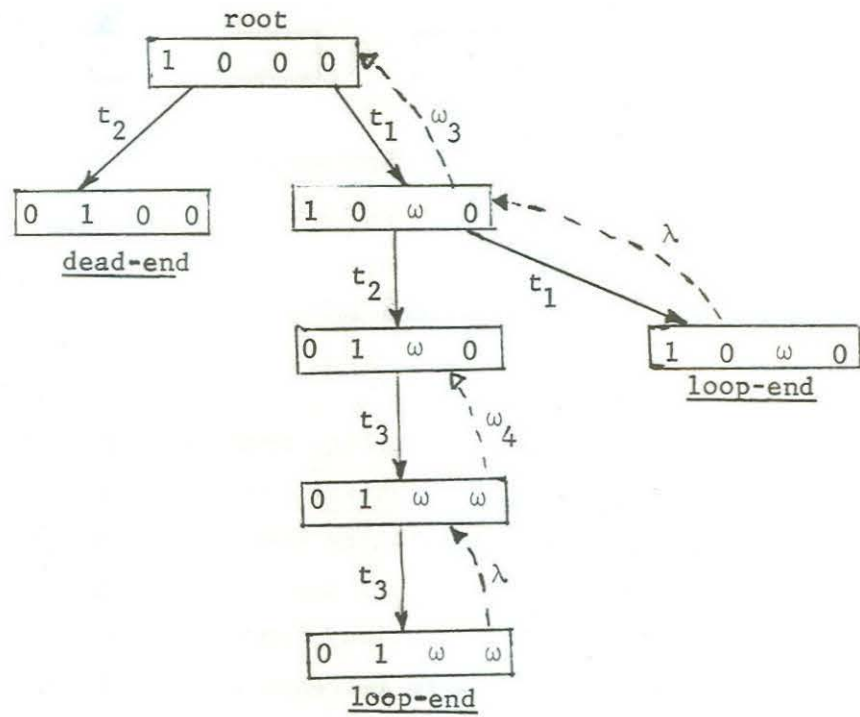 root
1 0 0 0
t2 t1 ω3
0 1 0 0 1 0 ω 0
dead-end
λ
t2 t1
0 1 ω 0 1 0 ω 0
loop-end
t3 ω4
0 1 ω ω
t3 λ
0 1 ω ω
loop-end